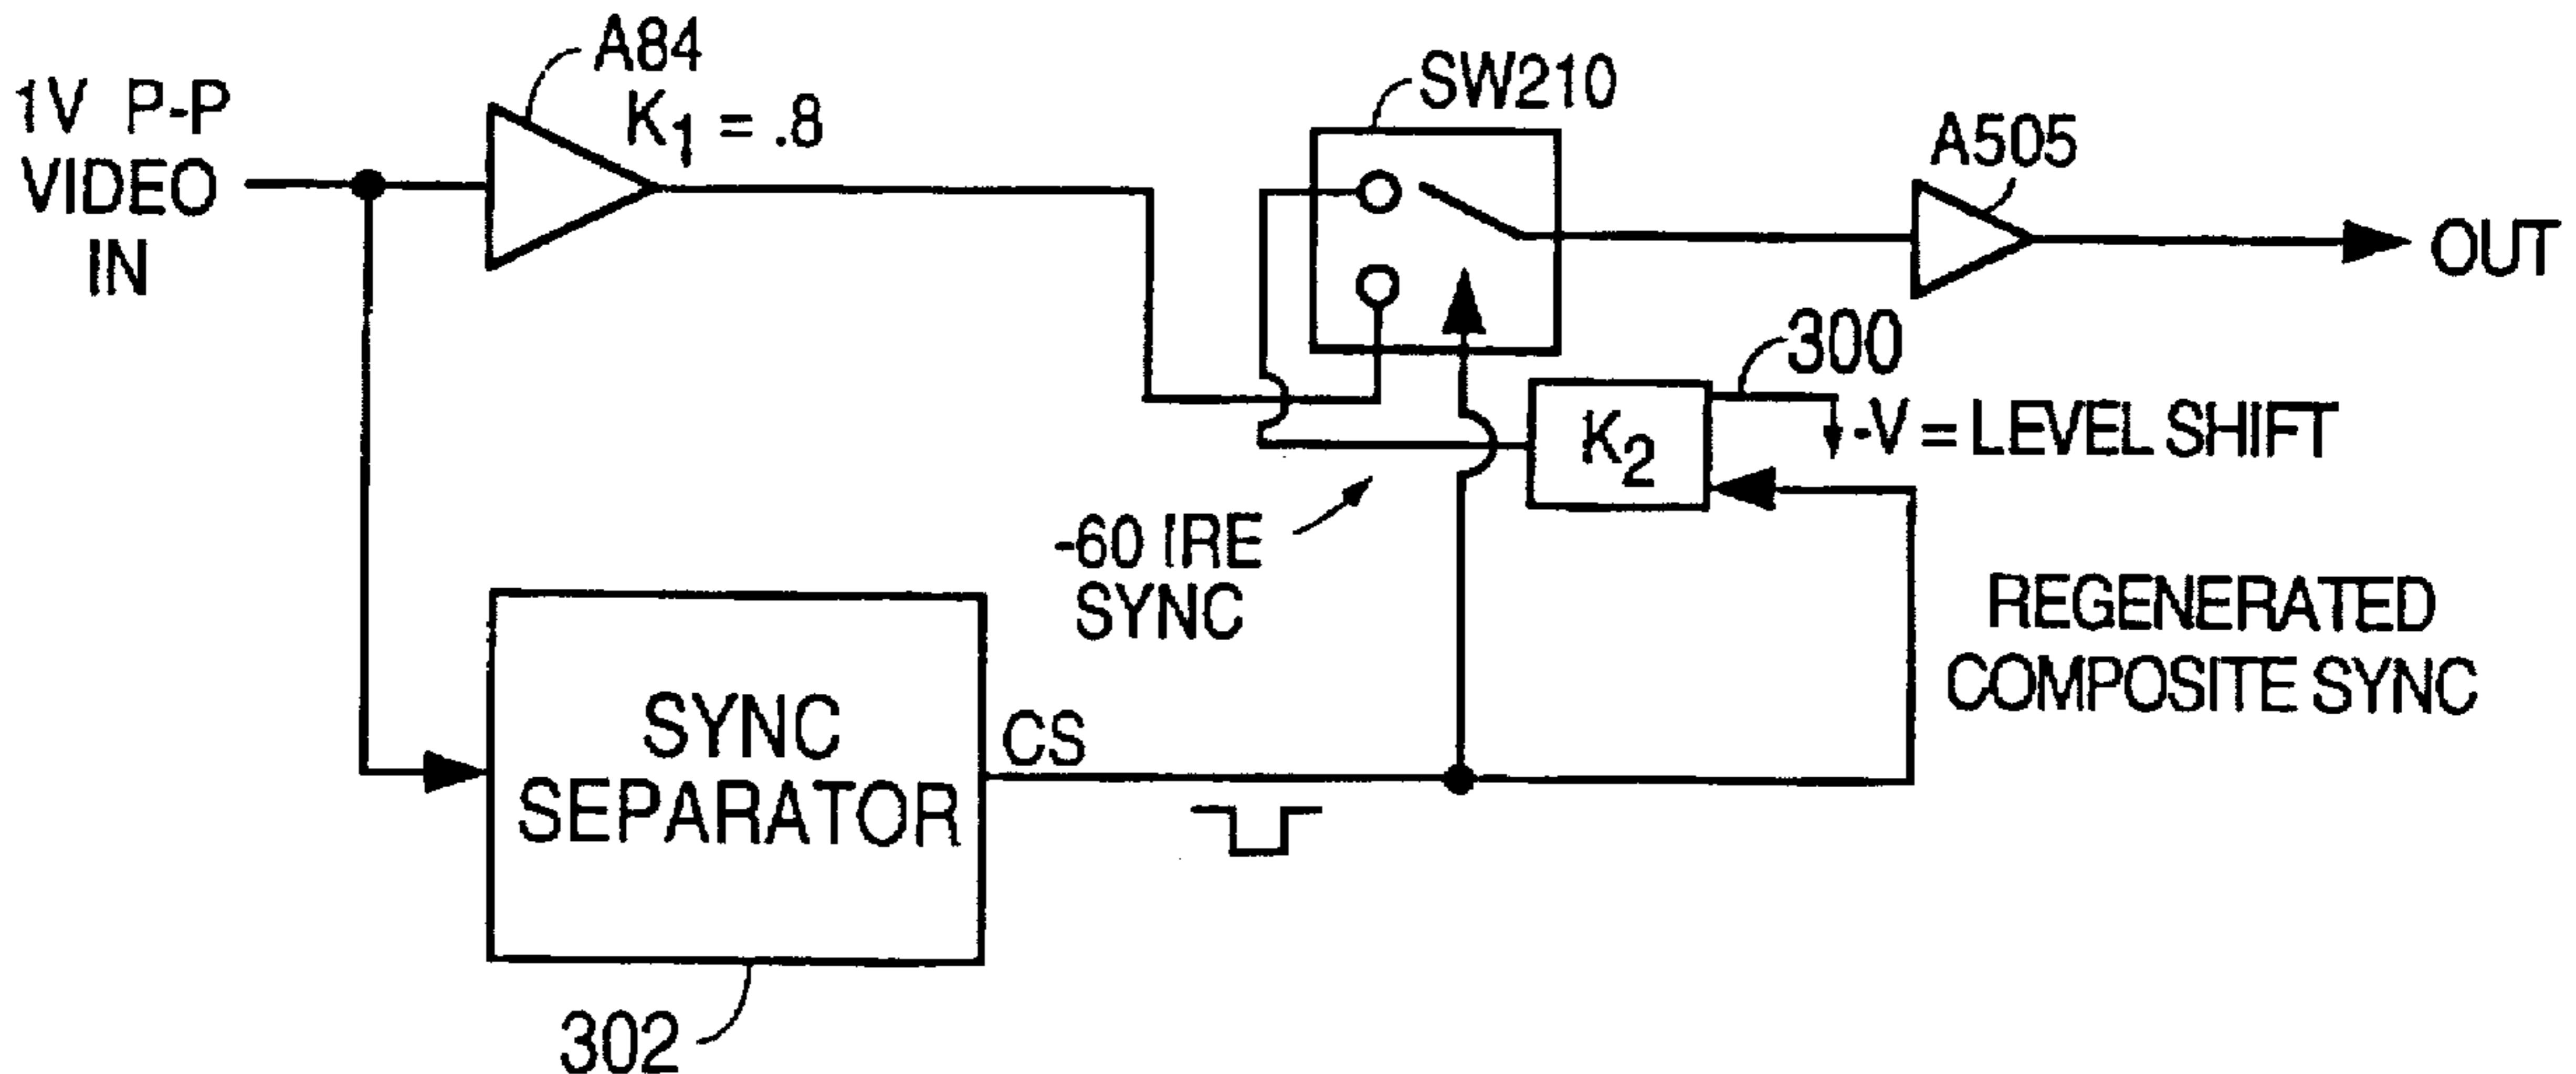 1V P-P
VIDEO
IN
A84
K1 = .8
SW210
A505
OUT
300
K2
-V = LEVEL SHIFT
-60 IRE
SYNC
REGENERATED
COMPOSITE SYNC
SYNC
SEPARATOR
CS
302